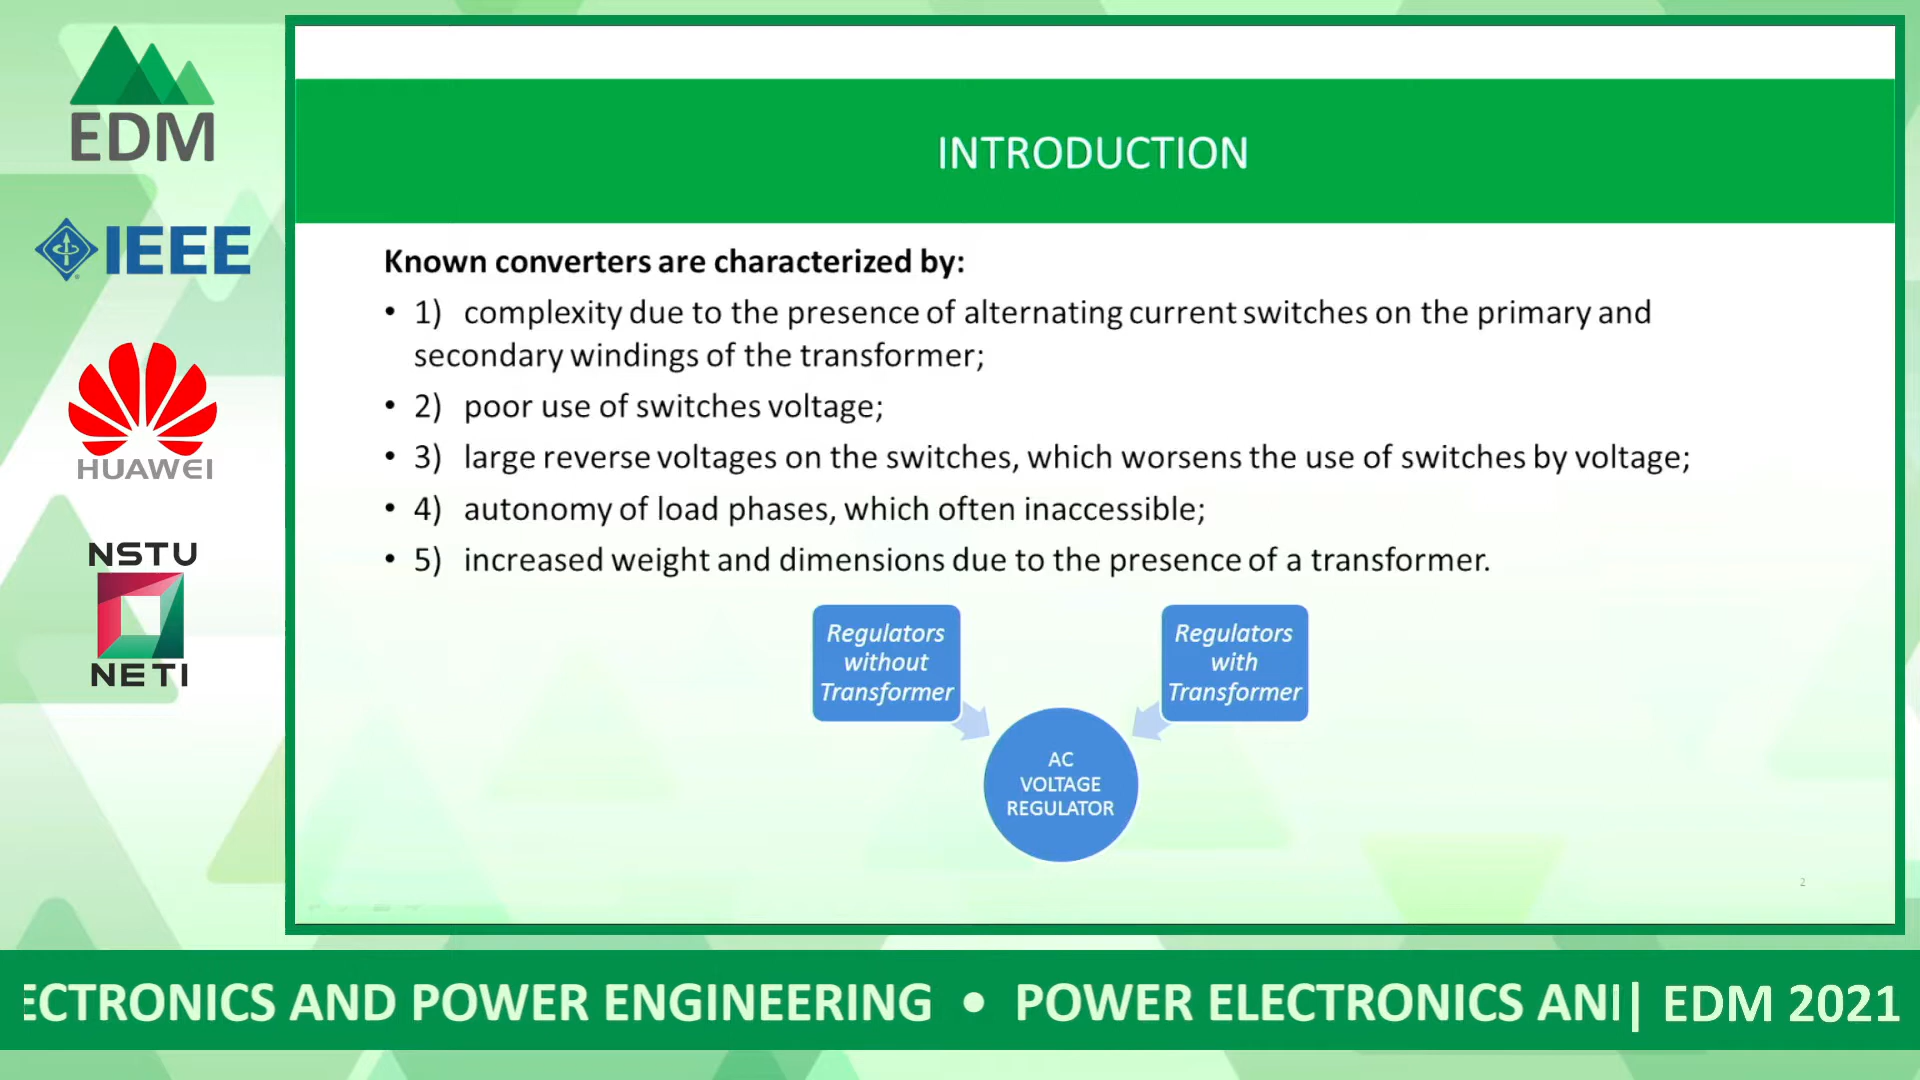 EDM
IEEE
HUAWEI
NSTU
NETI
INTRODUCTION
Known converters are characterized by:
• 1) complexity due to the presence of alternating current switches on the primary and
secondary windings of the transformer;
• 2) poor use of switches voltage;
• 3) large reverse voltages on the switches, which worsens the use of switches by voltage;
• 4) autonomy of load phases, which often inaccessible;
• 5) increased weight and dimensions due to the presence of a transformer.
Regulators
without
Transformer
Regulators
with
Transformer
AC
VOLTAGE
REGULATOR
2
ECTRONICS AND POWER ENGINEERING • POWER ELECTRONICS AN| EDM 2021